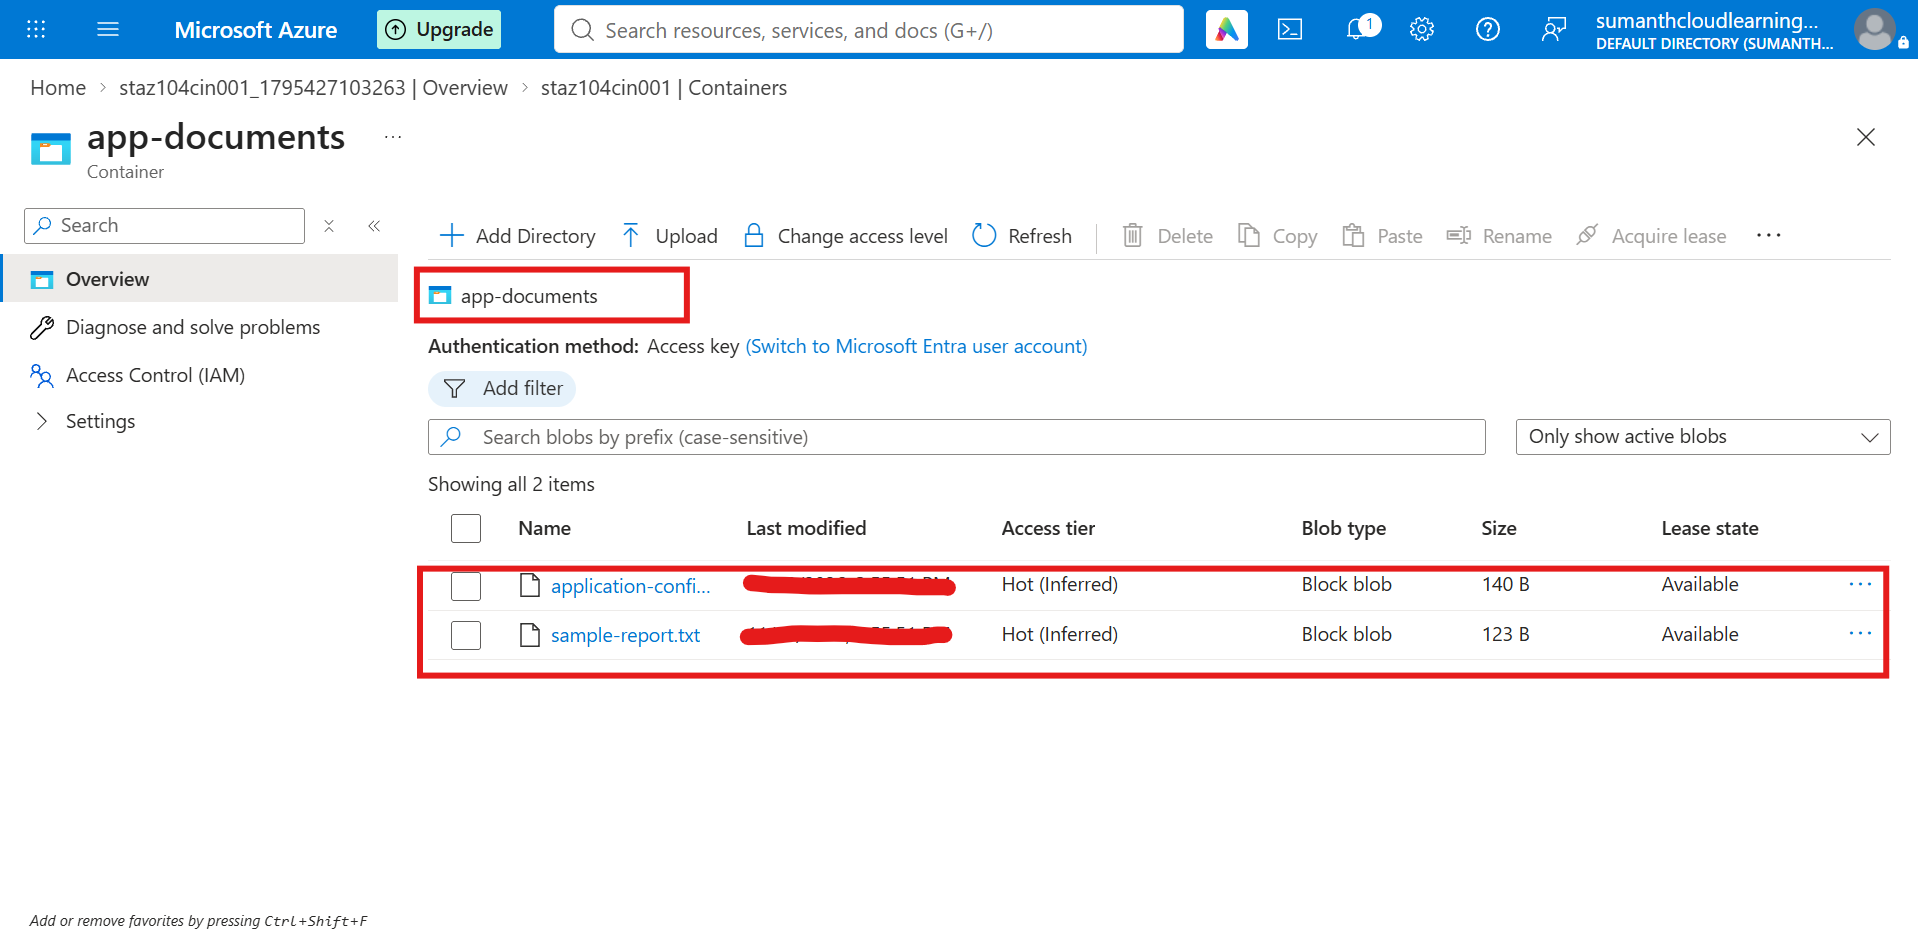 Microsoft Azure
Upgrade
Search resources, services, and docs (G+/)
1
sumanthcloudlearning...
DEFAULT DIRECTORY (SUMANTH...
Home > staz104cin001_1795427103263 | Overview > staz104cin001 | Containers
app-documents ...
Container
Search
Add Directory Upload Change access level Refresh Delete Copy Paste Rename Acquire lease ...
Overview
Diagnose and solve problems
Access Control (IAM)
Settings
app-documents
Authentication method: Access key (Switch to Microsoft Entra user account)
Add filter
Search blobs by prefix (case-sensitive)
Only show active blobs
Showing all 2 items
Name Last modified Access tier Blob type Size Lease state
application-confi... Hot (Inferred) Block blob 140 B Available ...
sample-report.txt Hot (Inferred) Block blob 123 B Available ...
Add or remove favorites by pressing Ctrl+Shift+F